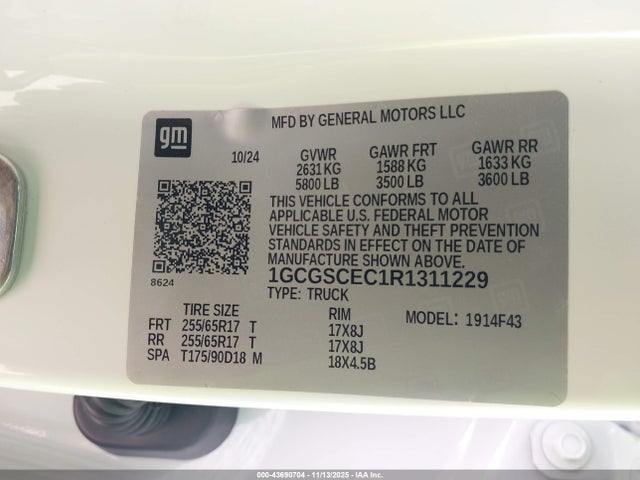 gm
MFD BY GENERAL MOTORS LLC
10/24
GVWR GAWR FRT GAWR RR
2631 KG 1588 KG 1633 KG
5800 LB 3500 LB 3600 LB
THIS VEHICLE CONFORMS TO ALL
APPLICABLE U.S. FEDERAL MOTOR
VEHICLE SAFETY AND THEFT PREVENTION
STANDARDS IN EFFECT ON THE DATE OF
MANUFACTURE SHOWN ABOVE.
1GCGSCEC1R1311229
8624
TYPE: TRUCK
TIRE SIZE RIM MODEL: 1914F43
FRT 255/65R17 T 17X8J
RR 255/65R17 T 17X8J
SPA T175/90D18 M 18X4.5B
000-43690704 - 11/13/2025 - IAA Inc.